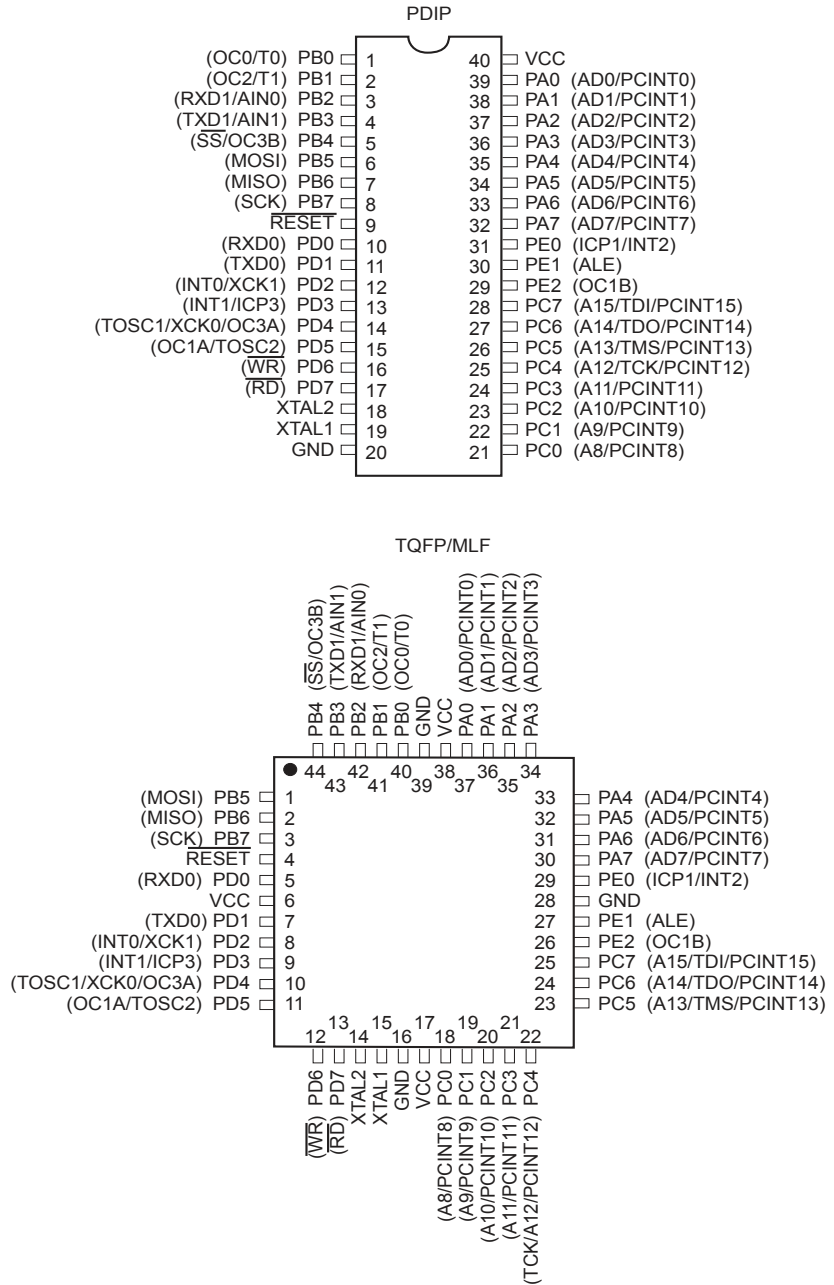 PDIP
(OC0/T0) PB0 1 40 VCC
(OC2/T1) PB1 2 39 PA0 (AD0/PCINT0)
(RXD1/AIN0) PB2 3 38 PA1 (AD1/PCINT1)
(TXD1/AIN1) PB3 4 37 PA2 (AD2/PCINT2)
(SS/OC3B) PB4 5 36 PA3 (AD3/PCINT3)
(MOSI) PB5 6 35 PA4 (AD4/PCINT4)
(MISO) PB6 7 34 PA5 (AD5/PCINT5)
(SCK) PB7 8 33 PA6 (AD6/PCINT6)
RESET 9 32 PA7 (AD7/PCINT7)
(RXD0) PD0 10 31 PE0 (ICP1/INT2)
(TXD0) PD1 11 30 PE1 (ALE)
(INT0/XCK1) PD2 12 29 PE2 (OC1B)
(INT1/ICP3) PD3 13 28 PC7 (A15/TDI/PCINT15)
(TOSC1/XCK0/OC3A) PD4 14 27 PC6 (A14/TDO/PCINT14)
(OC1A/TOSC2) PD5 15 26 PC5 (A13/TMS/PCINT13)
(WR) PD6 16 25 PC4 (A12/TCK/PCINT12)
(RD) PD7 17 24 PC3 (A11/PCINT11)
XTAL2 18 23 PC2 (A10/PCINT10)
XTAL1 19 22 PC1 (A9/PCINT9)
GND 20 21 PC0 (A8/PCINT8)
TQFP/MLF
PB4 (SS/OC3B)
PB3 (TXD1/AIN1)
PB2 (RXD1/AIN0)
PB1 (OC2/T1)
PB0 (OC0/T0)
GND
VCC
PA0 (AD0/PCINT0)
PA1 (AD1/PCINT1)
PA2 (AD2/PCINT2)
PA3 (AD3/PCINT3)
44 42 40 38 36 34
43 41 39 37 35
(MOSI) PB5 1 33 PA4 (AD4/PCINT4)
(MISO) PB6 2 32 PA5 (AD5/PCINT5)
(SCK) PB7 3 31 PA6 (AD6/PCINT6)
RESET 4 30 PA7 (AD7/PCINT7)
(RXD0) PD0 5 29 PE0 (ICP1/INT2)
VCC 6 28 GND
(TXD0) PD1 7 27 PE1 (ALE)
(INT0/XCK1) PD2 8 26 PE2 (OC1B)
(INT1/ICP3) PD3 9 25 PC7 (A15/TDI/PCINT15)
(TOSC1/XCK0/OC3A) PD4 10 24 PC6 (A14/TDO/PCINT14)
(OC1A/TOSC2) PD5 11 23 PC5 (A13/TMS/PCINT13)
13 15 17 19 21
12 14 16 18 20 22
(WR) PD6
(RD) PD7
XTAL2
XTAL1
GND
VCC
(A8/PCINT8) PC0
(A9/PCINT9) PC1
(A10/PCINT10) PC2
(A11/PCINT11) PC3
(TCK/A12/PCINT12) PC4